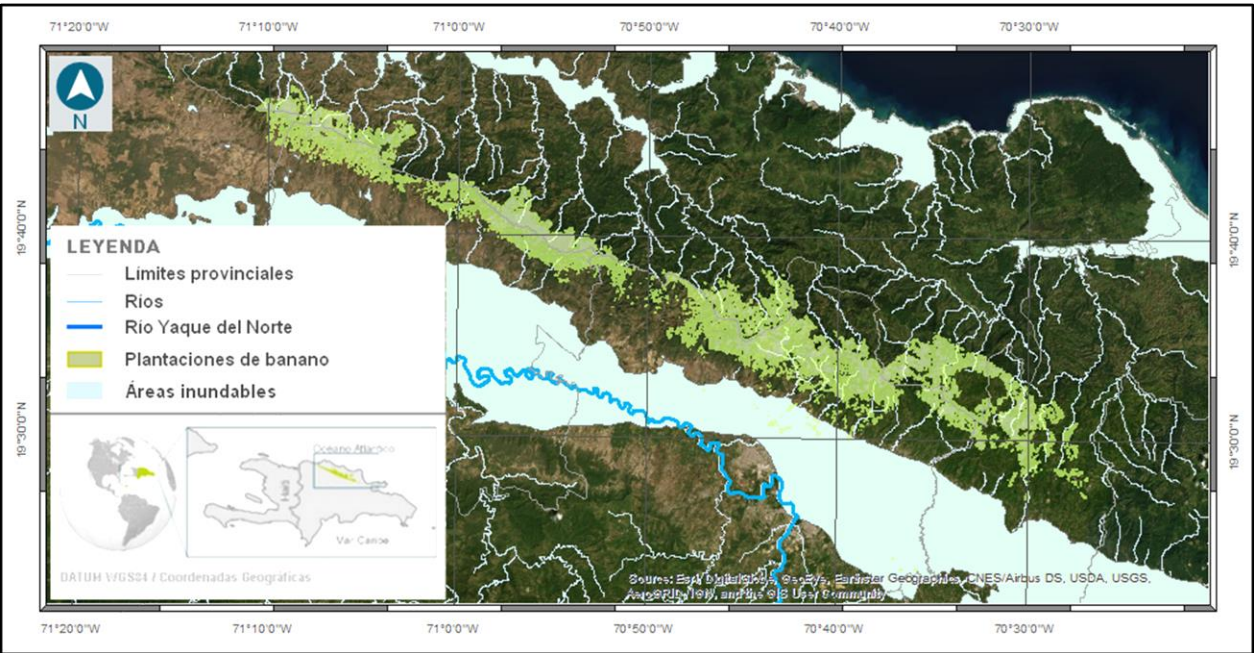 71°20'0"W 71°10'0"W 71°0'0"W 70°50'0"W 70°40'0"W 70°30'0"W
N
19°40'0"N
19°40'0"N
LEYENDA
Límites provinciales
Ríos
Río Yaque del Norte
Plantaciones de banano
Áreas inundables
19°30'0"N
19°30'0"N
Oceano Atlantico
Haití
Mar Caribe
DATUM WGS84 / Coordenadas Geográficas
Source: Esri, DigitalGlobe, GeoEye, Earthstar Geographics, CNES/Airbus DS, USDA, USGS,
AeroGRID, IGN, and the GIS User Community
71°20'0"W 71°10'0"W 71°0'0"W 70°50'0"W 70°40'0"W 70°30'0"W